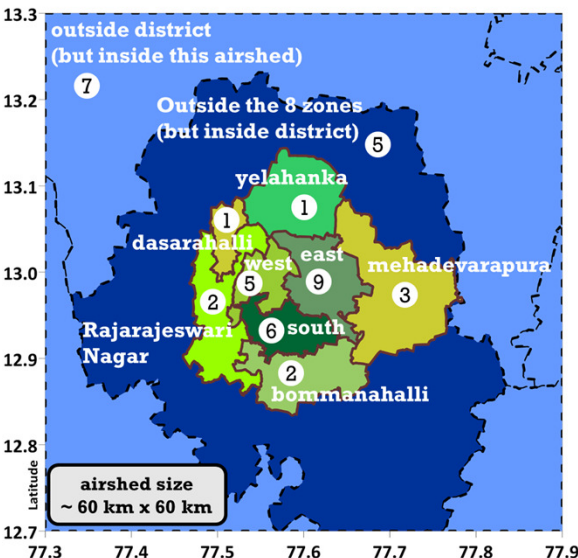 13.3
outside district
(but inside this airshed)
7
13.2
Outside the 8 zones
(but inside district)
5
yelahanka
13.1
1
1
dasarahalli
west
east
mehadevarapura
13.0
5
9
2
3
Rajarajeswari
Nagar
6
south
12.9
2
bommanahalli
12.8
Latitude
airshed size
~ 60 km x 60 km
12.7
77.3
77.4
77.5
77.6
77.7
77.8
77.9